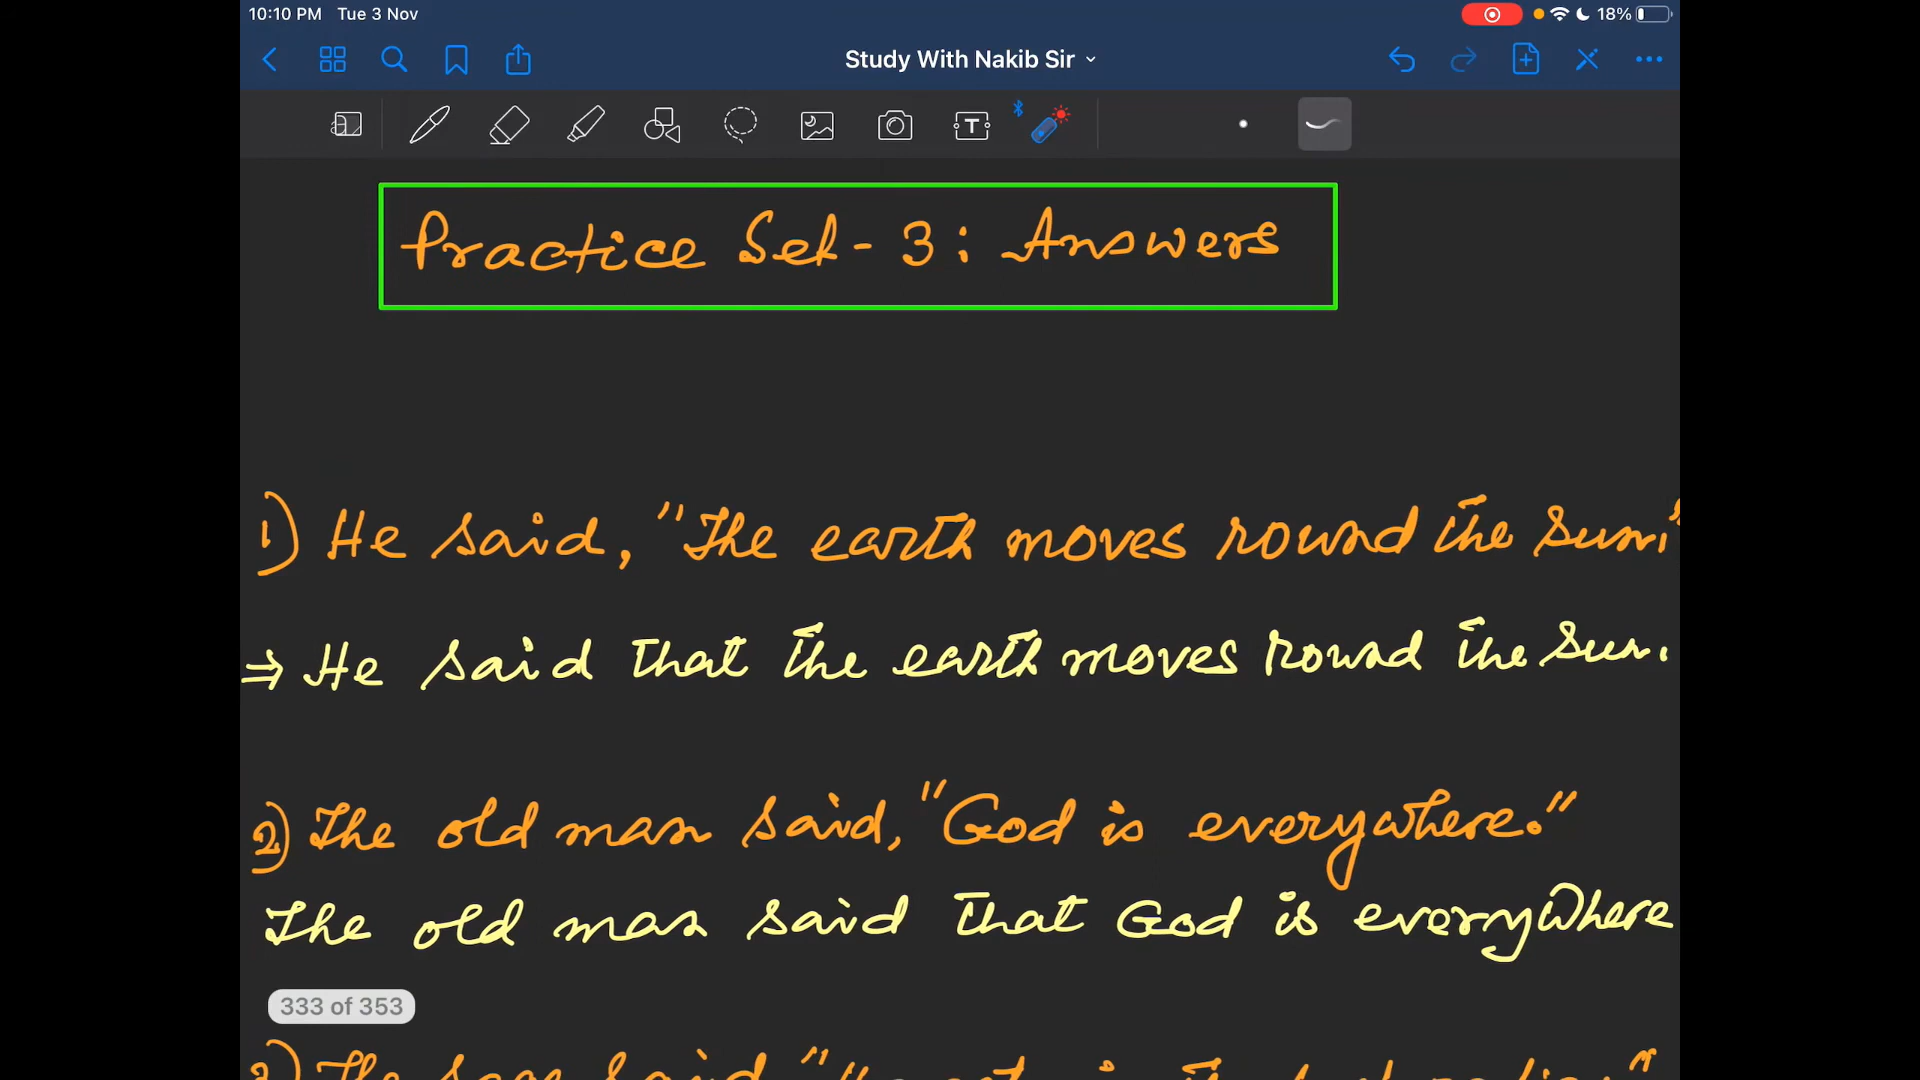 10:10 PM Tue 3 Nov
18%
Study With Nakib Sir
T
Practice Set - 3 : Answers
1) He said, "The earth moves round the sun."
⇒ He said that the earth moves round the sun.
2) The old man said, "God is everywhere."
The old man said that God is everywhere
333 of 353
said "